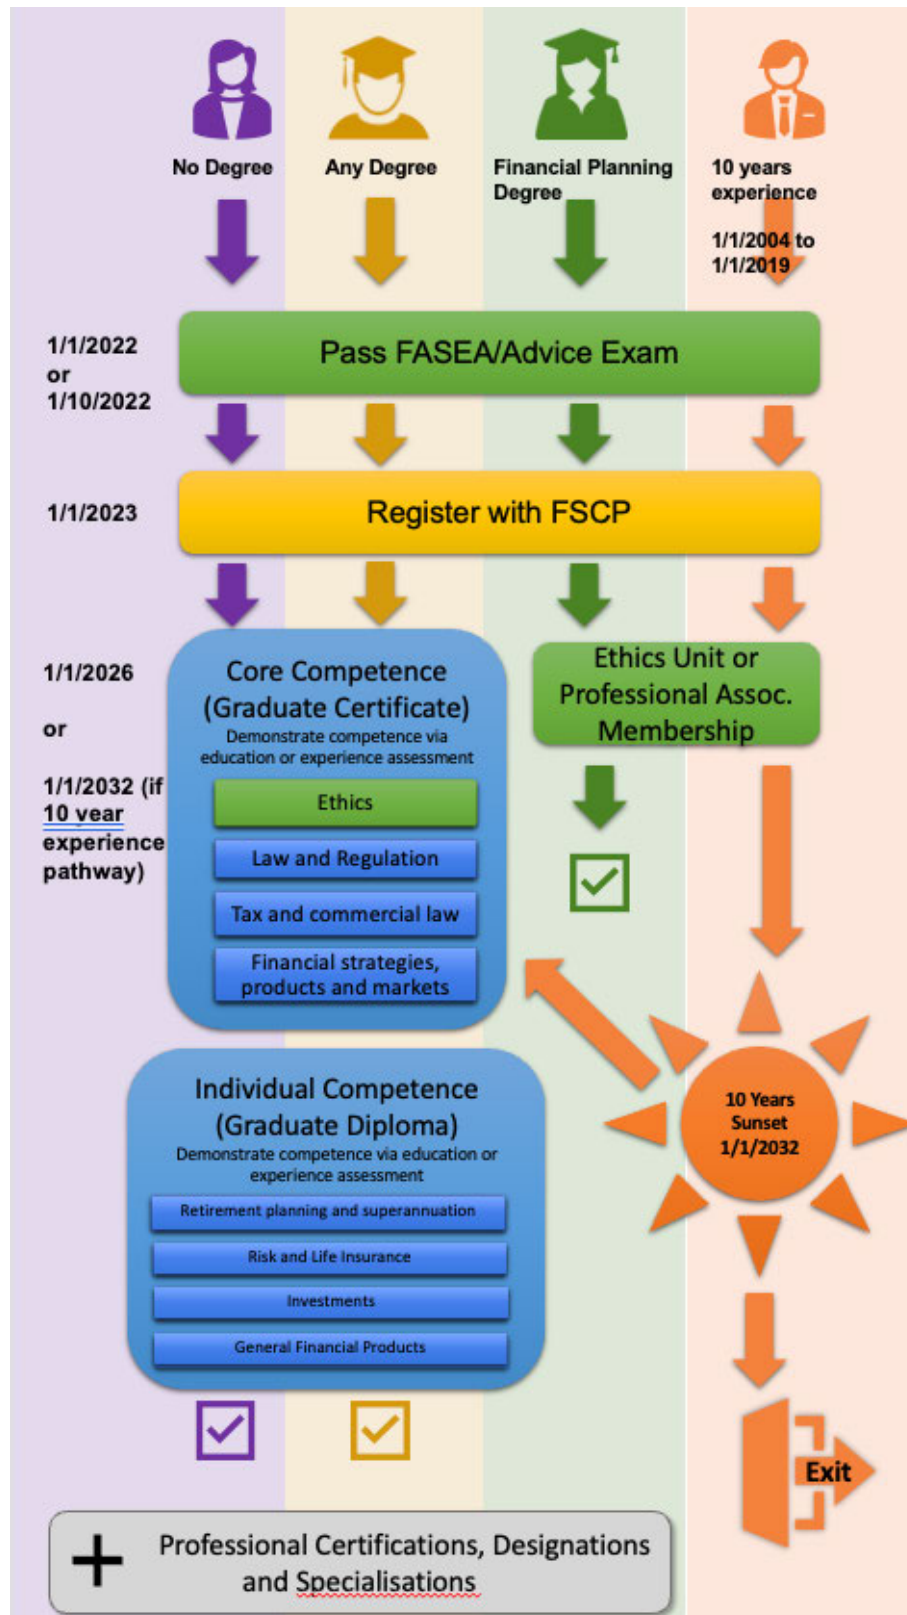 No Degree
Any Degree
Financial Planning
Degree
10 years
experience
1/1/2004 to
1/1/2019
1/1/2022
or
1/10/2022
Pass FASEA/Advice Exam
1/1/2023
Register with FSCP
1/1/2026
or
1/1/2032 (if
10 year
experience
pathway)
Core Competence
(Graduate Certificate)
Demonstrate competence via
education or experience assessment
Ethics
Law and Regulation
Tax and commercial law
Financial strategies,
products and markets
Ethics Unit or
Professional Assoc.
Membership
Individual Competence
(Graduate Diploma)
Demonstrate competence via education or
experience assessment
Retirement planning and superannuation
Risk and Life Insurance
Investments
General Financial Products
10 Years
Sunset
1/1/2032
Exit
Professional Certifications, Designations
and Specialisations